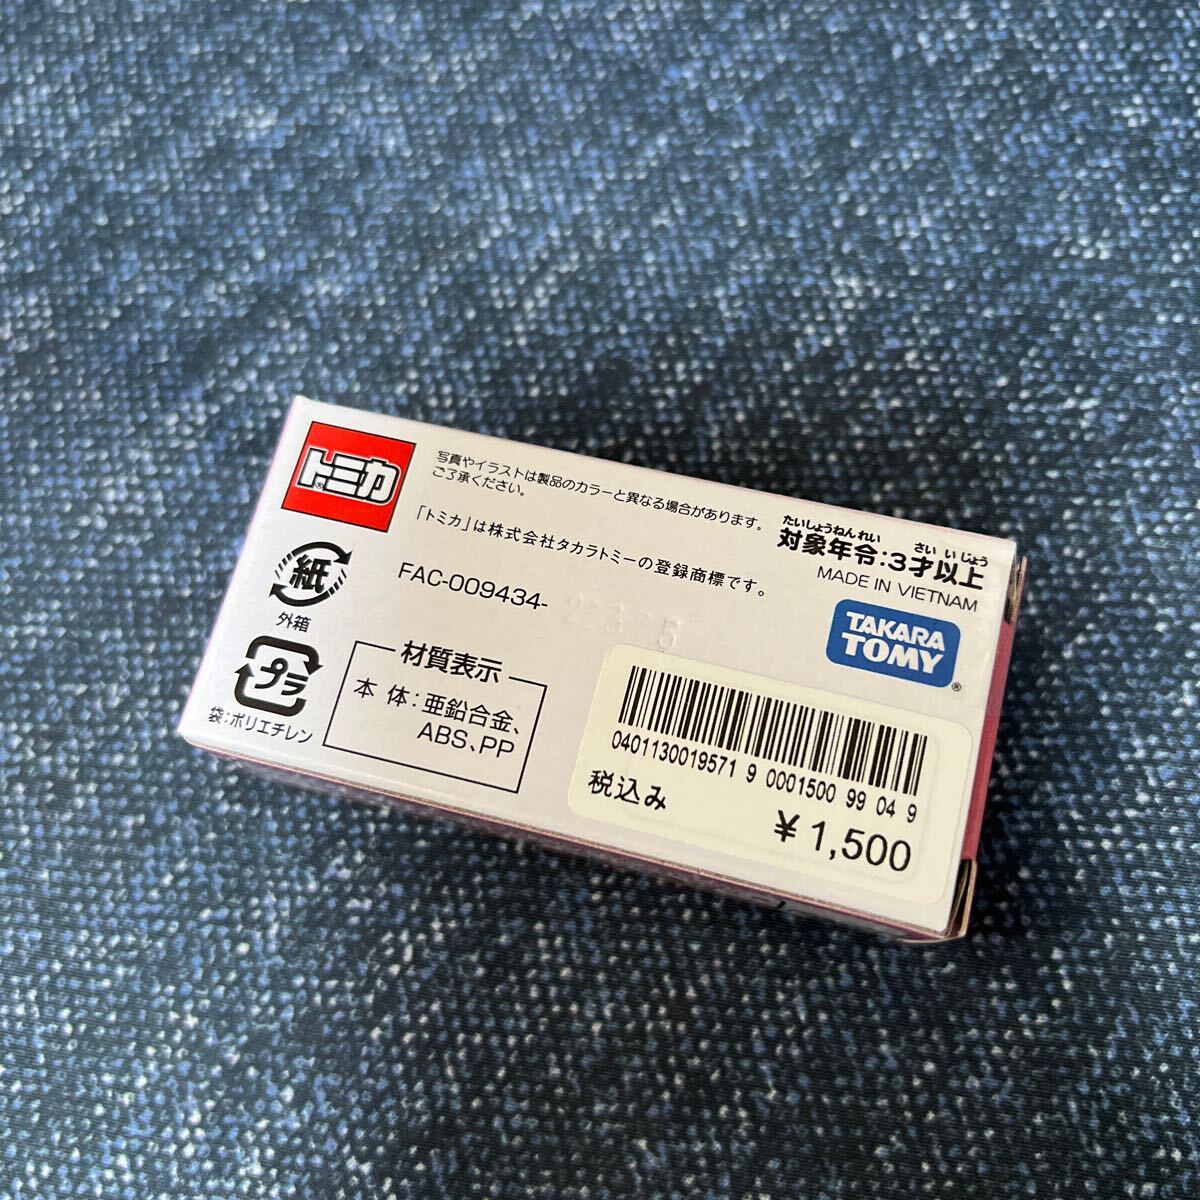 トミカ
®
写真やイラストは製品のカラーと異なる場合があります。
ご了承ください。
「トミカ」は株式会社タカラトミーの登録商標です。
FAC-009434-
たいしょうねんれい さい いじょう
対象年令:3才以上
MADE IN VIETNAM
TAKARA
TOMY
®
紙
外箱
プラ
袋:ポリエチレン
材質表示
本 体:亜鉛合金、
ABS、PP
0401130019571 9 0001500 99 04 9
税込み
¥1,500